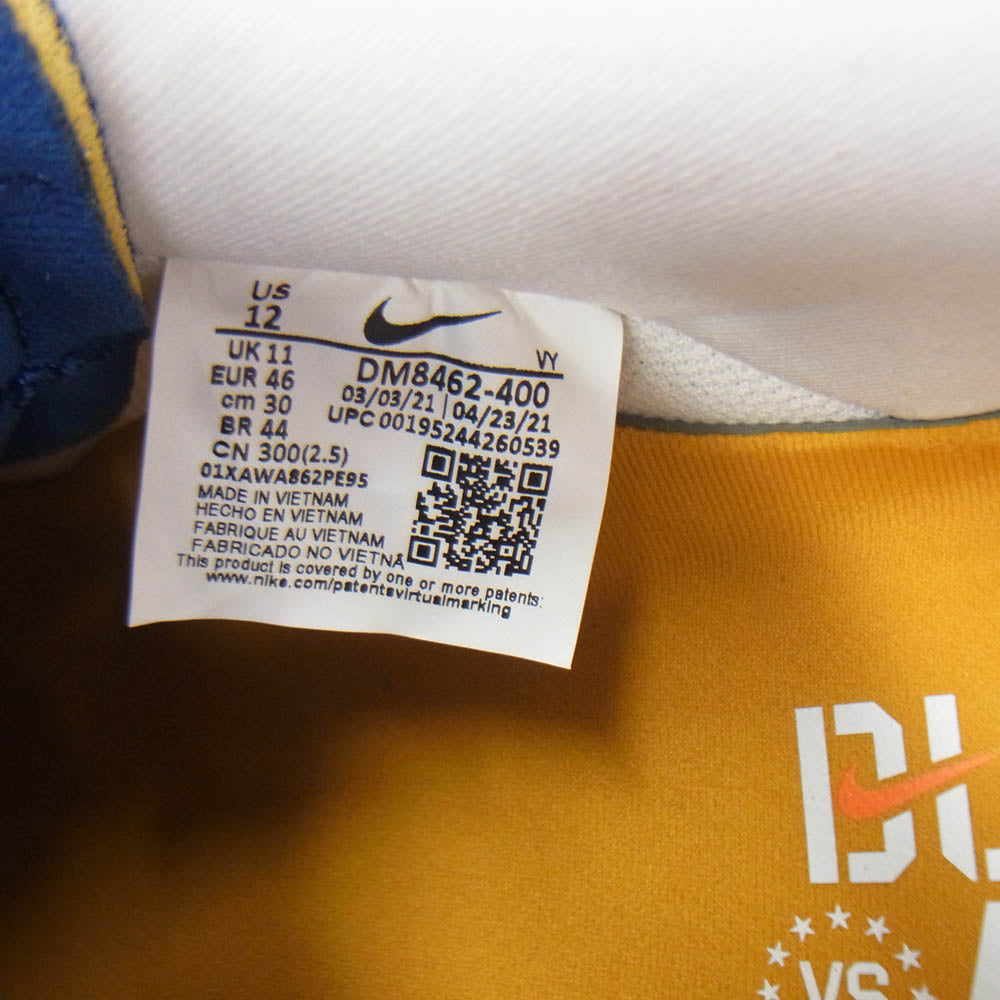 US
12
VY
UK 11
DM8462-400
EUR 46
03/03/21 | 04/23/21
cm 30
UPC 00195244260539
BR 44
CN 300(2.5)
01XAWA862PE95
MADE IN VIETNAM
HECHO EN VIETNAM
FABRIQUE AU VIETNAM
FABRICADO NO VIETNÃ
This product is covered by one or more patents:
www.nike.com/patentsvirtualmarking
VS